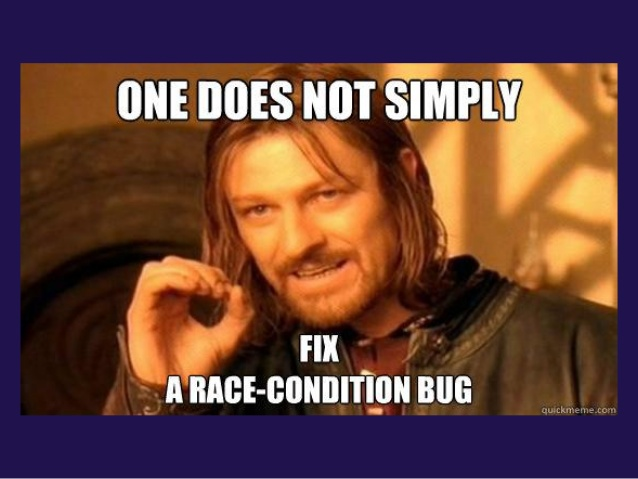 ONE DOES NOT SIMPLY
FIX
A RACE-CONDITION BUG
quickmeme.com